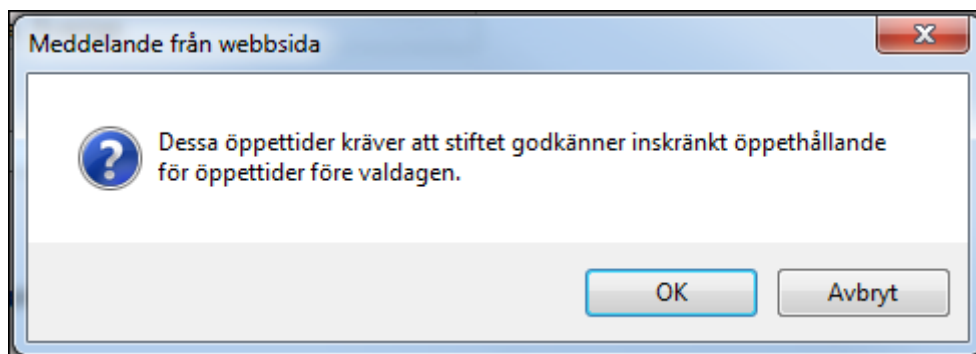 Meddelande från webbsida
Dessa öppettider kräver att stiftet godkänner inskränkt öppethållande
för öppettider före valdagen.
OK
Avbryt